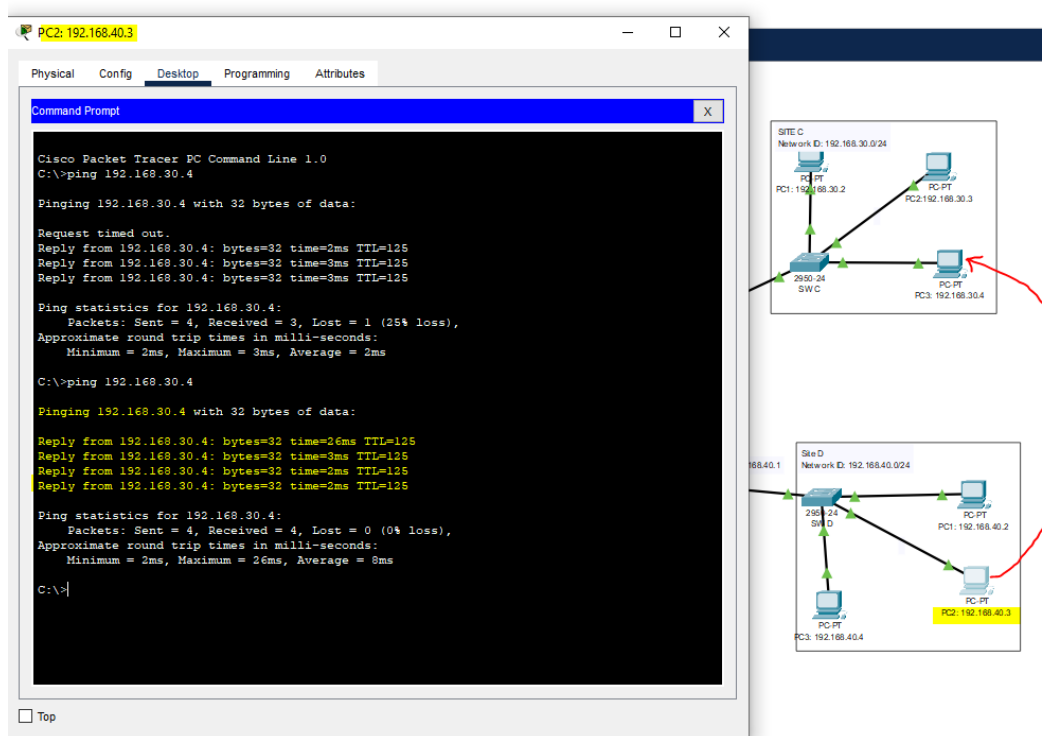 PC2: 192.168.40.3
Physical Config Desktop Programming Attributes
Command Prompt
X
Cisco Packet Tracer PC Command Line 1.0
C:\>ping 192.168.30.4
Pinging 192.168.30.4 with 32 bytes of data:
Request timed out.
Reply from 192.168.30.4: bytes=32 time=2ms TTL=125
Reply from 192.168.30.4: bytes=32 time=3ms TTL=125
Reply from 192.168.30.4: bytes=32 time=3ms TTL=125
Ping statistics for 192.168.30.4:
Packets: Sent = 4, Received = 3, Lost = 1 (25% loss),
Approximate round trip times in milli-seconds:
Minimum = 2ms, Maximum = 3ms, Average = 2ms
C:\>ping 192.168.30.4
Pinging 192.168.30.4 with 32 bytes of data:
Reply from 192.168.30.4: bytes=32 time=26ms TTL=125
Reply from 192.168.30.4: bytes=32 time=3ms TTL=125
Reply from 192.168.30.4: bytes=32 time=2ms TTL=125
Reply from 192.168.30.4: bytes=32 time=2ms TTL=125
Ping statistics for 192.168.30.4:
Packets: Sent = 4, Received = 4, Lost = 0 (0% loss),
Approximate round trip times in milli-seconds:
Minimum = 2ms, Maximum = 26ms, Average = 8ms
C:\>
Top
SITE C
Network ID: 192.168.30.0/24
PC-PT
PC1: 192.168.30.2
PC-PT
PC2:192.168.30.3
2950-24
SW C
PC-PT
PC3: 192.168.30.4
168.40.1
Site D
Network ID: 192.168.40.0/24
2950-24
SW D
PC-PT
PC1: 192.168.40.2
PC-PT
PC2: 192.168.40.3
PC-PT
PC3: 192.168.40.4